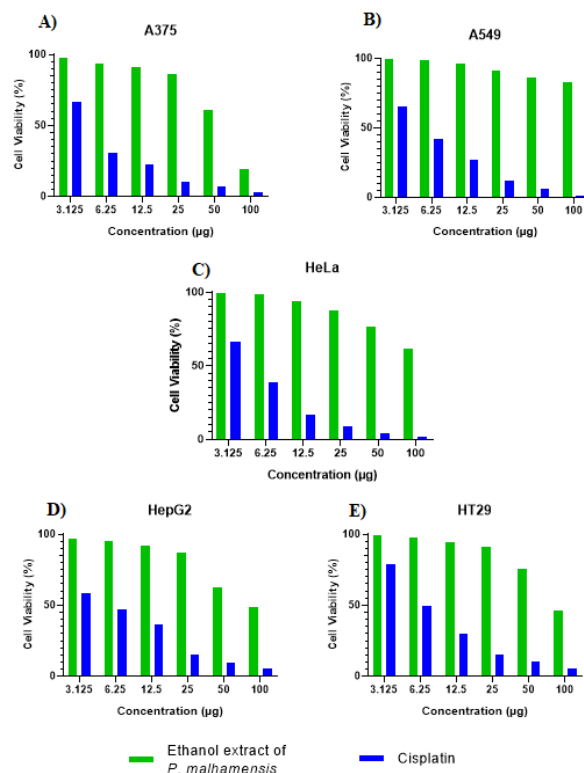 A)
A375
Cell Viability (%)
100
50
0
3.125 6.25 12.5 25 50 100
Concentration (μg)
B)
A549
Cell Viability (%)
100
50
0
3.125 6.25 12.5 25 50 100
Concentration (μg)
C)
HeLa
Cell Viability (%)
100
50
0
3.125 6.25 12.5 25 50 100
Concentration (μg)
D)
HepG2
Cell Viability (%)
100
50
0
3.125 6.25 12.5 25 50 100
Concentration (μg)
E)
HT29
Cell Viability (%)
100
50
0
3.125 6.25 12.5 25 50 100
Concentration (μg)
Ethanol extract of
P. malhamensis
Cisplatin